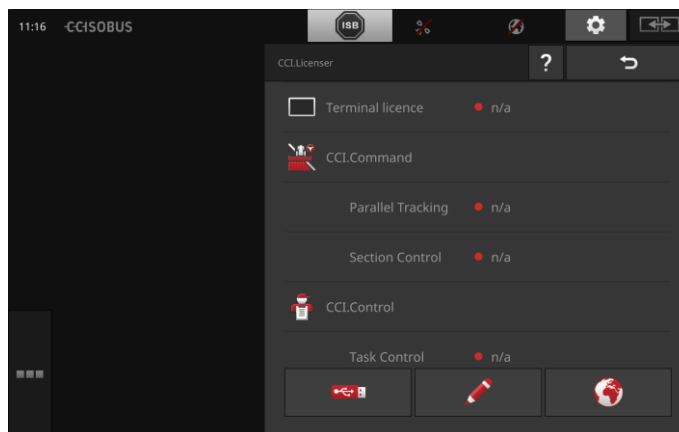 11:16 CCISOBUS ISB
CCI.Licenser ?
Terminal licence n/a
CCI.Command
Parallel Tracking n/a
Section Control n/a
CCI.Control
Task Control n/a